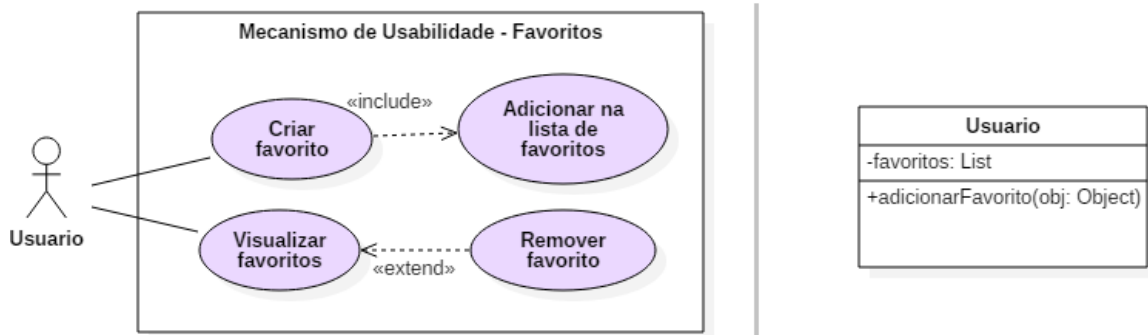 Mecanismo de Usabilidade - Favoritos
«include»
Criar
favorito
Adicionar na
lista de
favoritos
Usuario
Visualizar
favoritos
«extend»
Remover
favorito
Usuario
-favoritos: List
+adicionarFavorito(obj: Object)